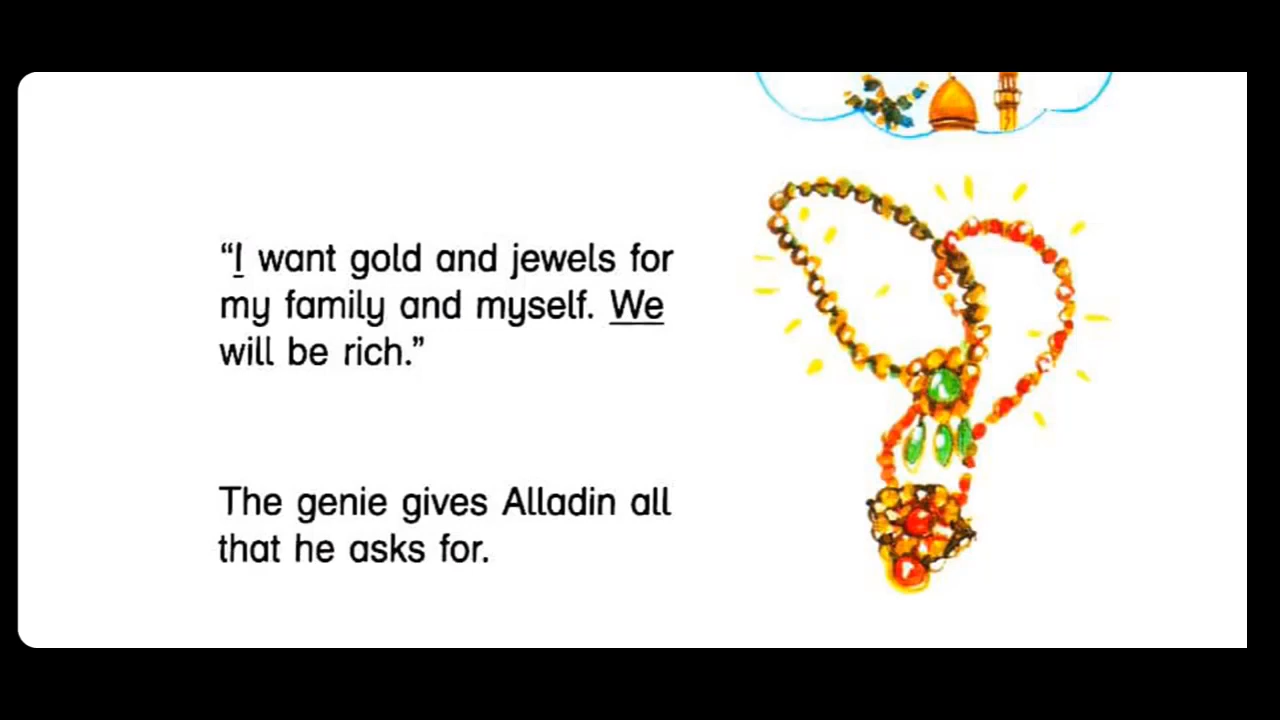 “I want gold and jewels for
my family and myself. We
will be rich.”
The genie gives Alladin all
that he asks for.